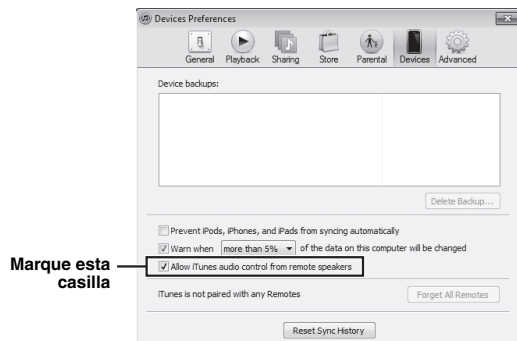 Devices Preferences
General Playback Sharing Store Parental Devices Advanced
Device backups:
Delete Backup...
Prevent iPods, iPhones, and iPads from syncing automatically
Warn when more than 5% of the data on this computer will be changed
Marque esta casilla
Allow iTunes audio control from remote speakers
iTunes is not paired with any Remotes
Forget All Remotes
Reset Sync History